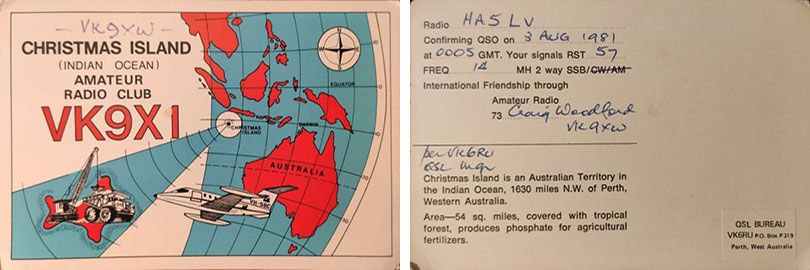 - VK9XW -
CHRISTMAS ISLAND
(INDIAN OCEAN)
AMATEUR
RADIO CLUB
VK9X1
N
W
E
S
EQUATOR
DARWIN
CHRISTMAS
ISLAND
AUSTRALIA
VH-SBC
Radio HA5LV
Confirming QSO on 3 AUG 1981
at 0005 GMT. Your signals RST 57
FREQ 14 MH 2 way SSB/CW/AM
International Friendship through
Amateur Radio
73 Craig Woodford
VK9XW
per VK6RU
QSL Mgr
Christmas Island is an Australian Territory in
the Indian Ocean, 1630 miles N.W. of Perth,
Western Australia.
Area—54 sq. miles, covered with tropical
forest, produces phosphate for agricultural
fertilizers.
QSL BUREAU
VK6RU P.O. Box F319
Perth, West Australia